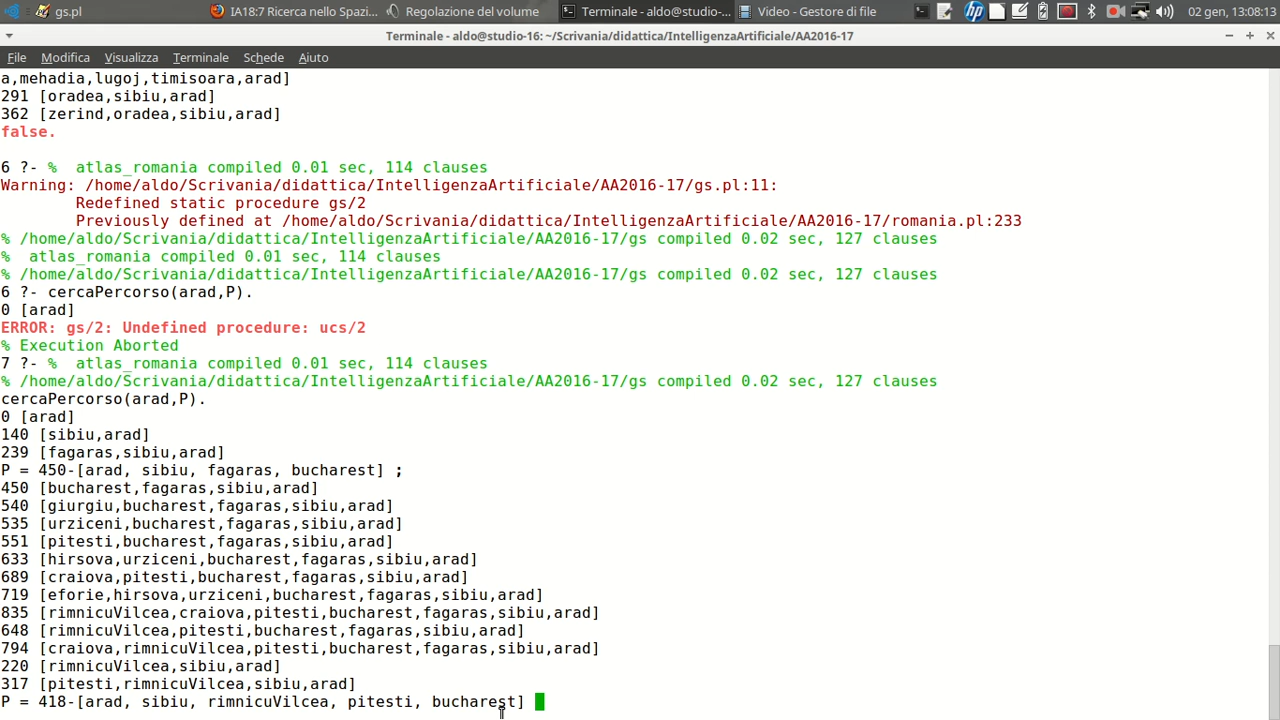 gs.pl
IA18:7 Ricerca nello Spazi...
Regolazione del volume
Terminale - aldo@studio-...
Video - Gestore di file
02 gen, 13:08:13
Terminale - aldo@studio-16: ~/Scrivania/didattica/IntelligenzaArtificiale/AA2016-17
File Modifica Visualizza Terminale Schede Aiuto
a,mehadia,lugoj,timisoara,arad]
291 [oradea,sibiu,arad]
362 [zerind,oradea,sibiu,arad]
false.
6 ?- %  atlas_romania compiled 0.01 sec, 114 clauses
Warning: /home/aldo/Scrivania/didattica/IntelligenzaArtificiale/AA2016-17/gs.pl:11:
        Redefined static procedure gs/2
        Previously defined at /home/aldo/Scrivania/didattica/IntelligenzaArtificiale/AA2016-17/romania.pl:233
% /home/aldo/Scrivania/didattica/IntelligenzaArtificiale/AA2016-17/gs compiled 0.02 sec, 127 clauses
%  atlas_romania compiled 0.01 sec, 114 clauses
% /home/aldo/Scrivania/didattica/IntelligenzaArtificiale/AA2016-17/gs compiled 0.02 sec, 127 clauses
6 ?- cercaPercorso(arad,P).
0 [arad]
ERROR: gs/2: Undefined procedure: ucs/2
% Execution Aborted
7 ?- %  atlas_romania compiled 0.01 sec, 114 clauses
% /home/aldo/Scrivania/didattica/IntelligenzaArtificiale/AA2016-17/gs compiled 0.02 sec, 127 clauses
cercaPercorso(arad,P).
0 [arad]
140 [sibiu,arad]
239 [fagaras,sibiu,arad]
P = 450-[arad, sibiu, fagaras, bucharest] ;
450 [bucharest,fagaras,sibiu,arad]
540 [giurgiu,bucharest,fagaras,sibiu,arad]
535 [urziceni,bucharest,fagaras,sibiu,arad]
551 [pitesti,bucharest,fagaras,sibiu,arad]
633 [hirsova,urziceni,bucharest,fagaras,sibiu,arad]
689 [craiova,pitesti,bucharest,fagaras,sibiu,arad]
719 [eforie,hirsova,urziceni,bucharest,fagaras,sibiu,arad]
835 [rimnicuVilcea,craiova,pitesti,bucharest,fagaras,sibiu,arad]
648 [rimnicuVilcea,pitesti,bucharest,fagaras,sibiu,arad]
794 [craiova,rimnicuVilcea,pitesti,bucharest,fagaras,sibiu,arad]
220 [rimnicuVilcea,sibiu,arad]
317 [pitesti,rimnicuVilcea,sibiu,arad]
P = 418-[arad, sibiu, rimnicuVilcea, pitesti, bucharest]